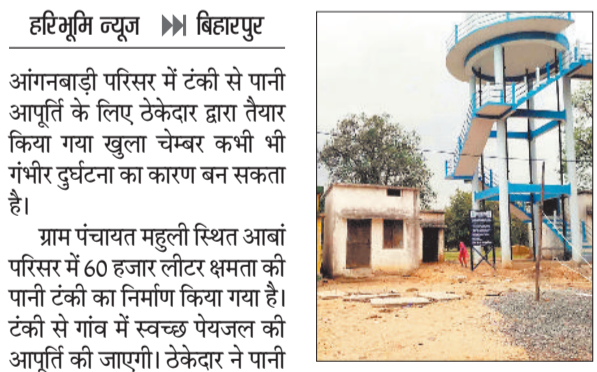 हरिभूमि न्यूज ▶▶| बिहारपुर
आंगनबाड़ी परिसर में टंकी से पानी
आपूर्ति के लिए ठेकेदार द्वारा तैयार
किया गया खुला चेम्बर कभी भी
गंभीर दुर्घटना का कारण बन सकता
है।
ग्राम पंचायत महुली स्थित आबां
परिसर में 60 हजार लीटर क्षमता की
पानी टंकी का निर्माण किया गया है।
टंकी से गांव में स्वच्छ पेयजल की
आपूर्ति की जाएगी। ठेकेदार ने पानी